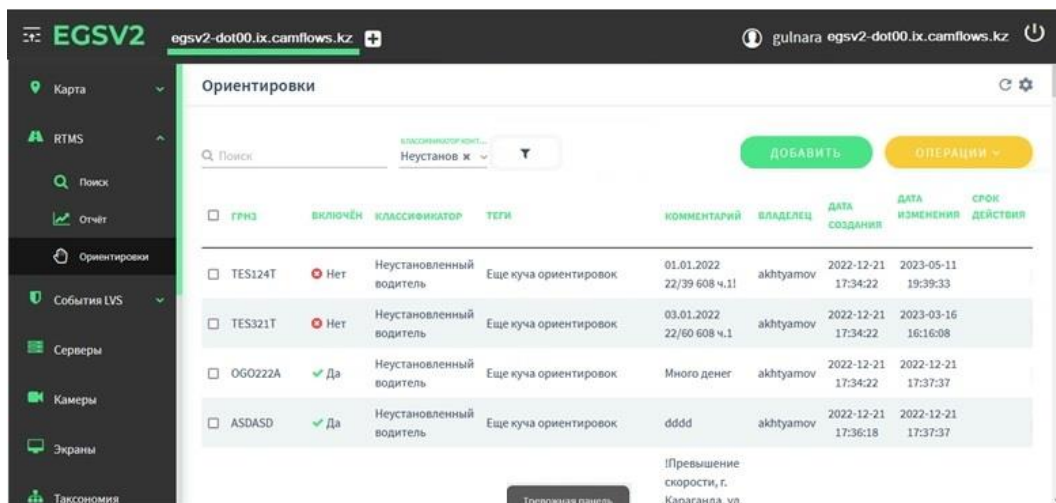 EGSV2 egsv2-dot00.ix.camflows.kz gulnara egsv2-dot00.ix.camflows.kz
Карта
RTMS
Поиск
Отчёт
Ориентировки
События LVS
Серверы
Камеры
Экраны
Таксономия
Ориентировки
КЛАССИФИКАТОР КОНТ...
Поиск Неустанов
ДОБАВИТЬ ОПЕРАЦИИ
ГРНЗ ВКЛЮЧЁН КЛАССИФИКАТОР ТЕГИ КОММЕНТАРИЙ ВЛАДЕЛЕЦ ДАТА СОЗДАНИЯ ДАТА ИЗМЕНЕНИЯ СРОК ДЕЙСТВИЯ
TES124T Нет Неустановленный водитель Еще куча ориентировок 01.01.2022 22/39 608 ч.1! akhtyamov 2022-12-21 17:34:22 2023-05-11 19:39:33
TES321T Нет Неустановленный водитель Еще куча ориентировок 03.01.2022 22/60 608 ч.1 akhtyamov 2022-12-21 17:34:22 2023-03-16 16:16:08
OGO222A Да Неустановленный водитель Еще куча ориентировок Много денег akhtyamov 2022-12-21 17:34:22 2022-12-21 17:37:37
ASDASD Да Неустановленный водитель Еще куча ориентировок dddd akhtyamov 2022-12-21 17:36:18 2022-12-21 17:37:37
!Превышение
скорости, г.
Караганда, ул
Тревожная панель